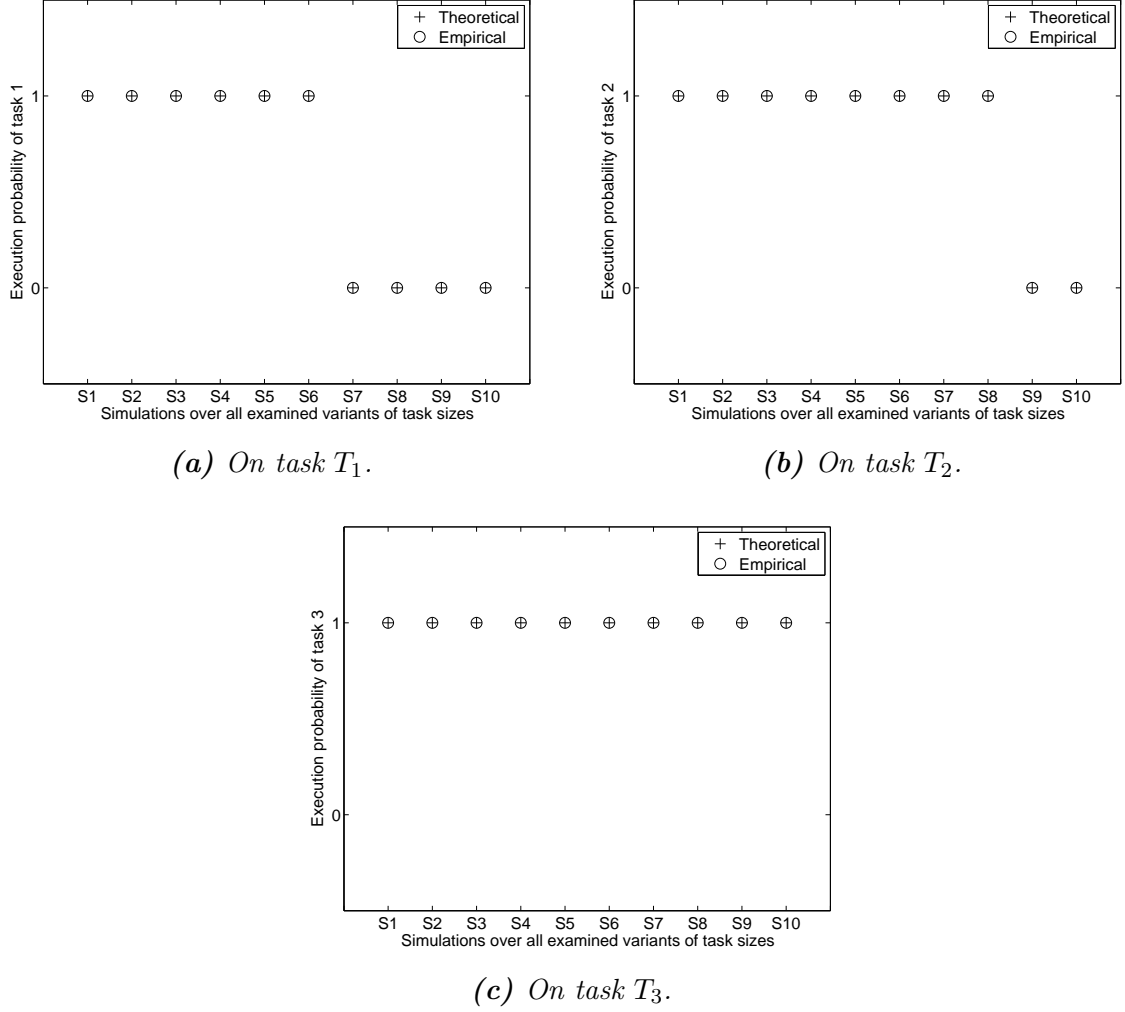 Theoretical
Empirical
Execution probability of task 1
1
0
S1 S2 S3 S4 S5 S6 S7 S8 S9 S10
Simulations over all examined variants of task sizes
(a) On task T₁.
Theoretical
Empirical
Execution probability of task 2
1
0
S1 S2 S3 S4 S5 S6 S7 S8 S9 S10
Simulations over all examined variants of task sizes
(b) On task T₂.
Theoretical
Empirical
Execution probability of task 3
1
0
S1 S2 S3 S4 S5 S6 S7 S8 S9 S10
Simulations over all examined variants of task sizes
(c) On task T₃.